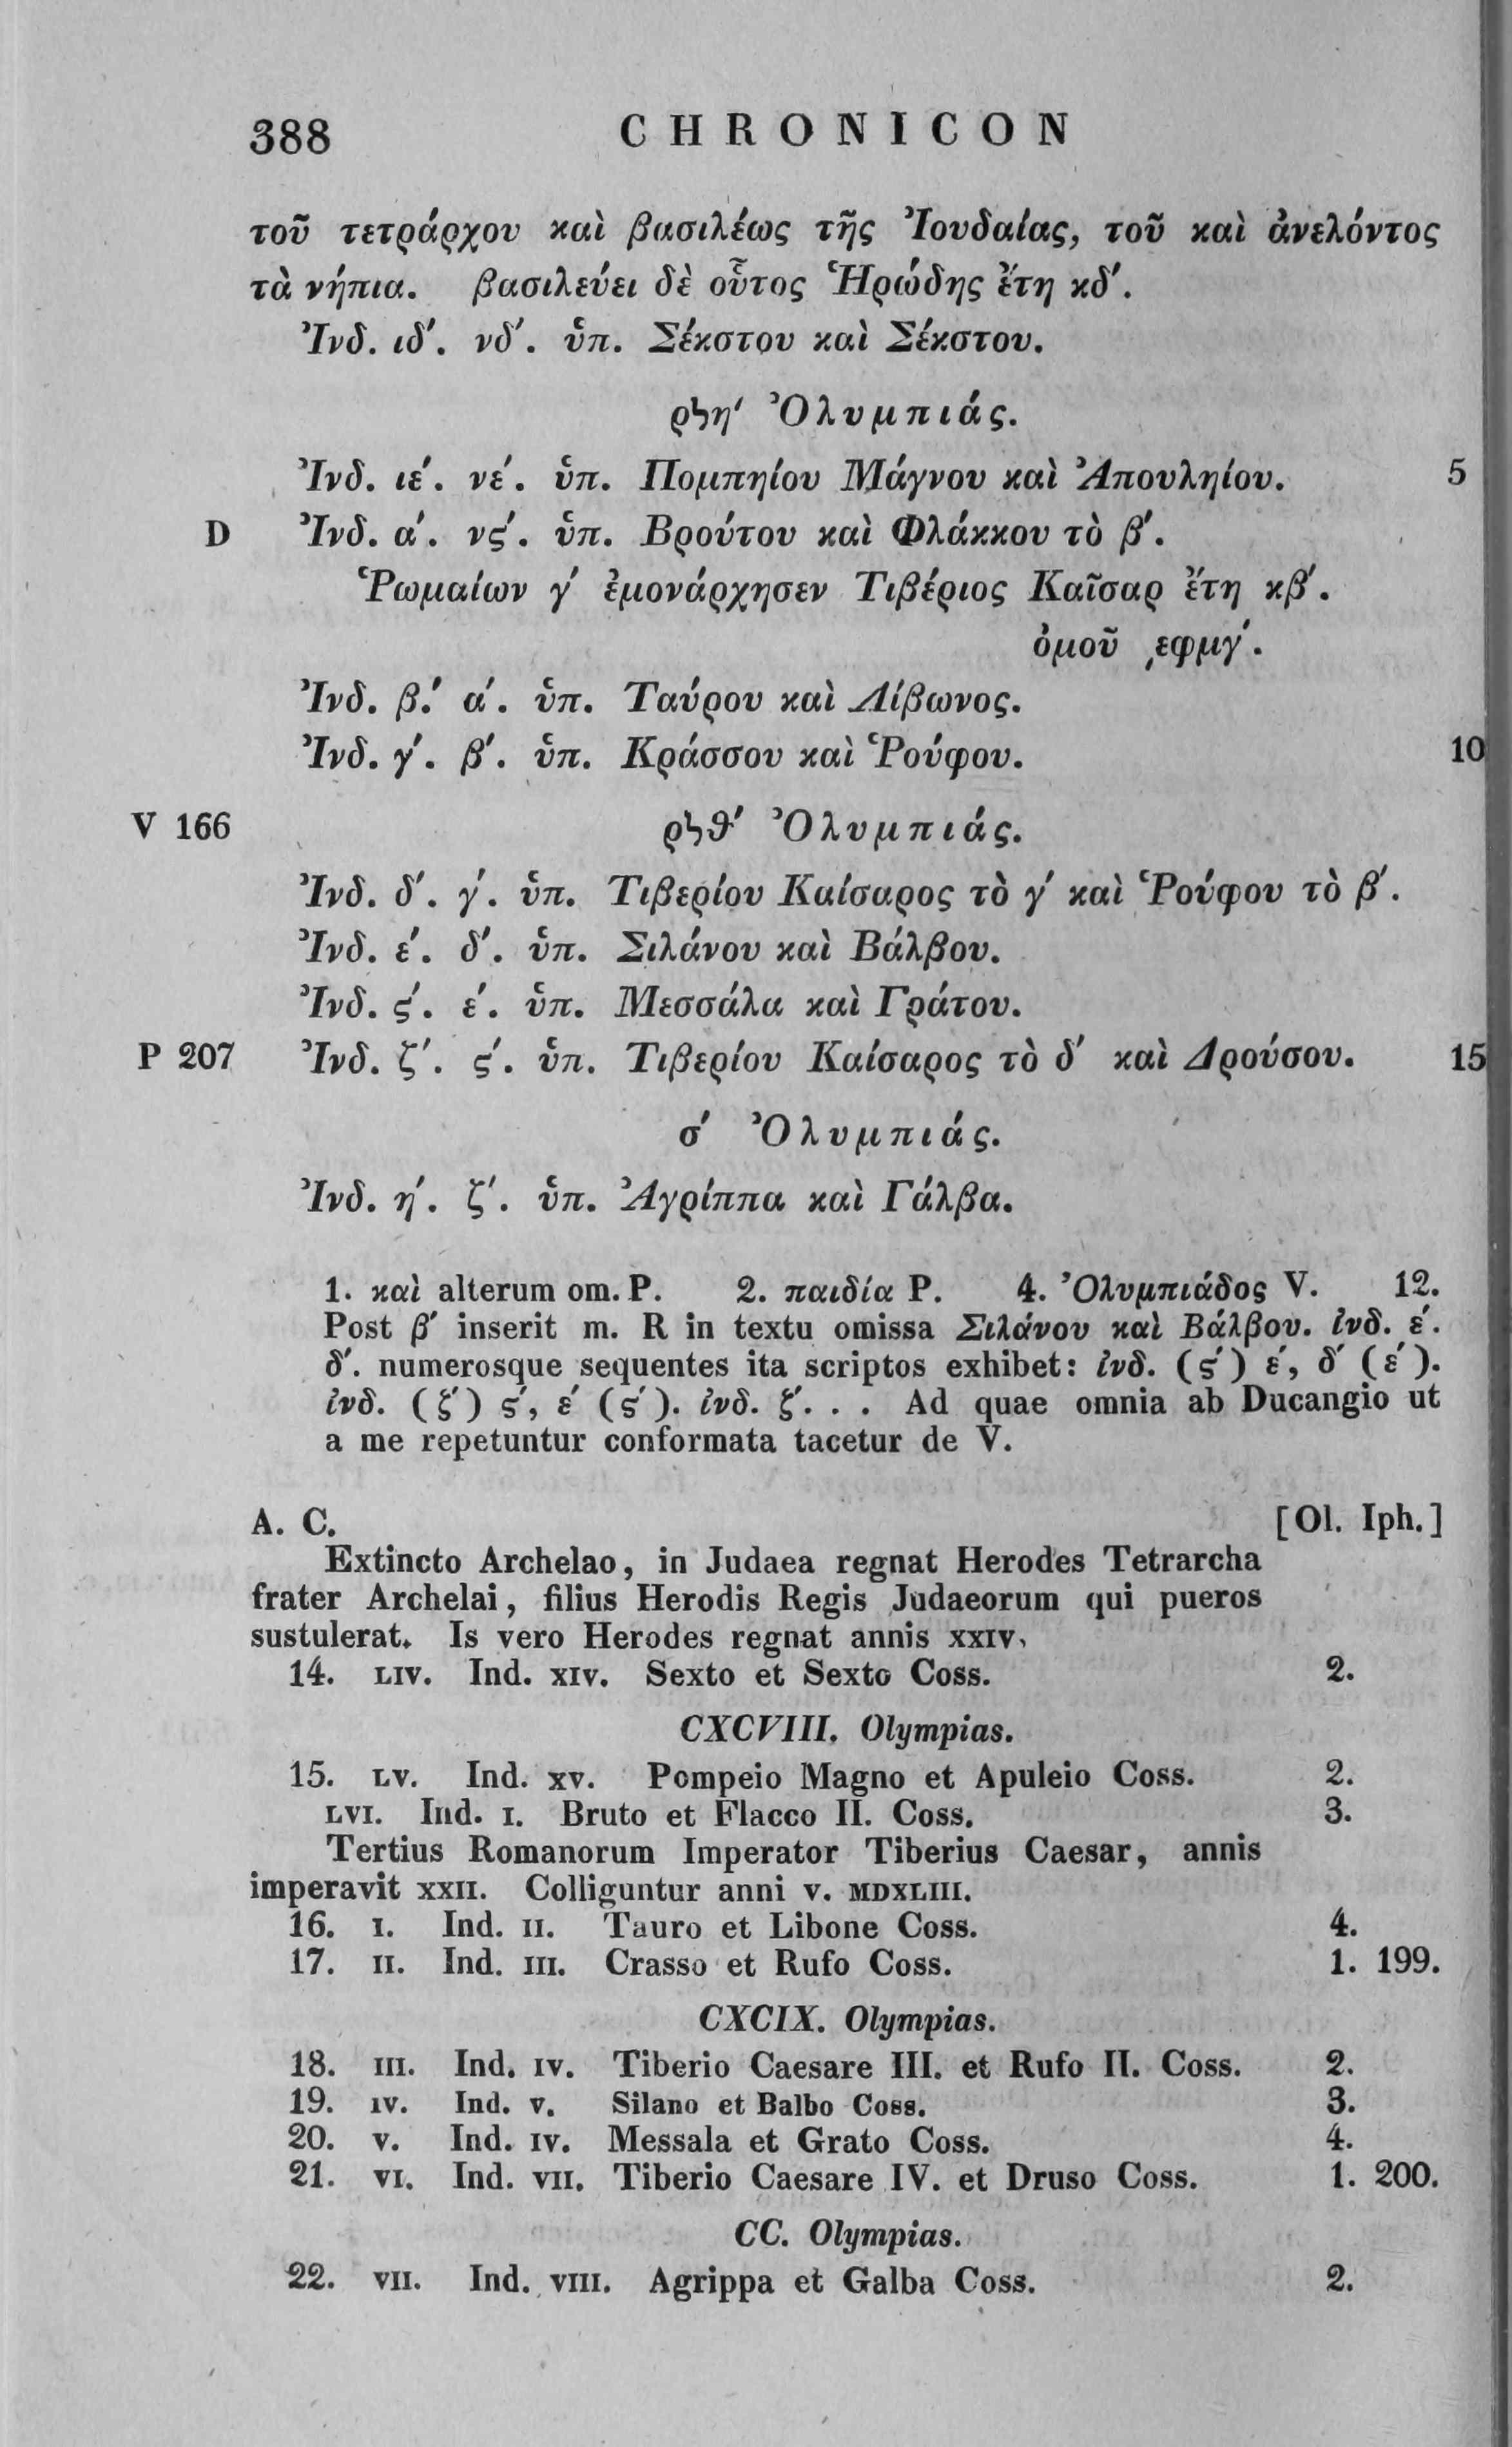 388 CHRONICON
τοῦ τετράρχου καὶ βασιλέως τῆς Ἰουδαίας, τοῦ καὶ ἀνελόντος
τὰ νήπια. βασιλεύει δὲ οὗτος Ἡρώδης ἔτη κδ′.
Ἰνδ. ιδ′. νδ′. ὑπ. Σέκστου καὶ Σέκστου.
ρϟη′ Ὀλυμπιάς.
Ἰνδ. ιε′. νε′. ὑπ. Πομπηίου Μάγνου καὶ Ἀπουληίου. 5
D Ἰνδ. α′. νϛ′. ὑπ. Βρούτου καὶ Φλάκκου τὸ β′.
Ῥωμαίων γ′ ἐμονάρχησεν Τιβέριος Καῖσαρ ἔτη κβ′.
ὁμοῦ ͵εφμγ′.
Ἰνδ. β.′ α′. ὑπ. Ταύρου καὶ Λίβωνος.
Ἰνδ. γ′. β′. ὑπ. Κράσσου καὶ Ῥούφου. 10
V 166 ρϟθ′ Ὀλυμπιάς.
Ἰνδ. δ′. γ′. ὑπ. Τιβερίου Καίσαρος τὸ γ′ καὶ Ῥούφου τὸ β′.
Ἰνδ. ε′. δ′. ὑπ. Σιλάνου καὶ Βάλβου.
Ἰνδ. ϛ′. ε′. ὑπ. Μεσσάλα καὶ Γράτου.
P 207 Ἰνδ. ζ′. ϛ′. ὑπ. Τιβερίου Καίσαρος τὸ δ′ καὶ Δρούσου. 15
σ′ Ὀλυμπιάς.
Ἰνδ. η′. ζ′. ὑπ. Ἀγρίππα καὶ Γάλβα.
1. καὶ alterum om. P. 2. παιδία P. 4. Ὀλυμπιάδος V. 12.
Post β′ inserit m. R in textu omissa Σιλάνου καὶ Βάλβου. ἰνδ. ε′.
δ′. numerosque sequentes ita scriptos exhibet: ἰνδ. (ϛ′) ε′, δ′ (ε′).
ἰνδ. (ζ′) ϛ′, ε′ (ϛ′). ἰνδ. ζ′. . . Ad quae omnia ab Ducangio ut
a me repetuntur conformata tacetur de V.
A. C. [Ol. Iph.]
Extincto Archelao, in Judaea regnat Herodes Tetrarcha
frater Archelai, filius Herodis Regis Judaeorum qui pueros
sustulerat. Is vero Herodes regnat annis XXIV.
14. LIV. Ind. XIV. Sexto et Sexto Coss. 2.
CXCVIII. Olympias.
15. LV. Ind. XV. Pompeio Magno et Apuleio Coss. 2.
LVI. Ind. I. Bruto et Flacco II. Coss. 3.
Tertius Romanorum Imperator Tiberius Caesar, annis
imperavit XXII. Colliguntur anni V. MDXLIII.
16. I. Ind. II. Tauro et Libone Coss. 4.
17. II. Ind. III. Crasso et Rufo Coss. 1. 199.
CXCIX. Olympias.
18. III. Ind. IV. Tiberio Caesare III. et Rufo II. Coss. 2.
19. IV. Ind. V. Silano et Balbo Coss. 3.
20. V. Ind. IV. Messala et Grato Coss. 4.
21. VI. Ind. VII. Tiberio Caesare IV. et Druso Coss. 1. 200.
CC. Olympias.
22. VII. Ind. VIII. Agrippa et Galba Coss. 2.